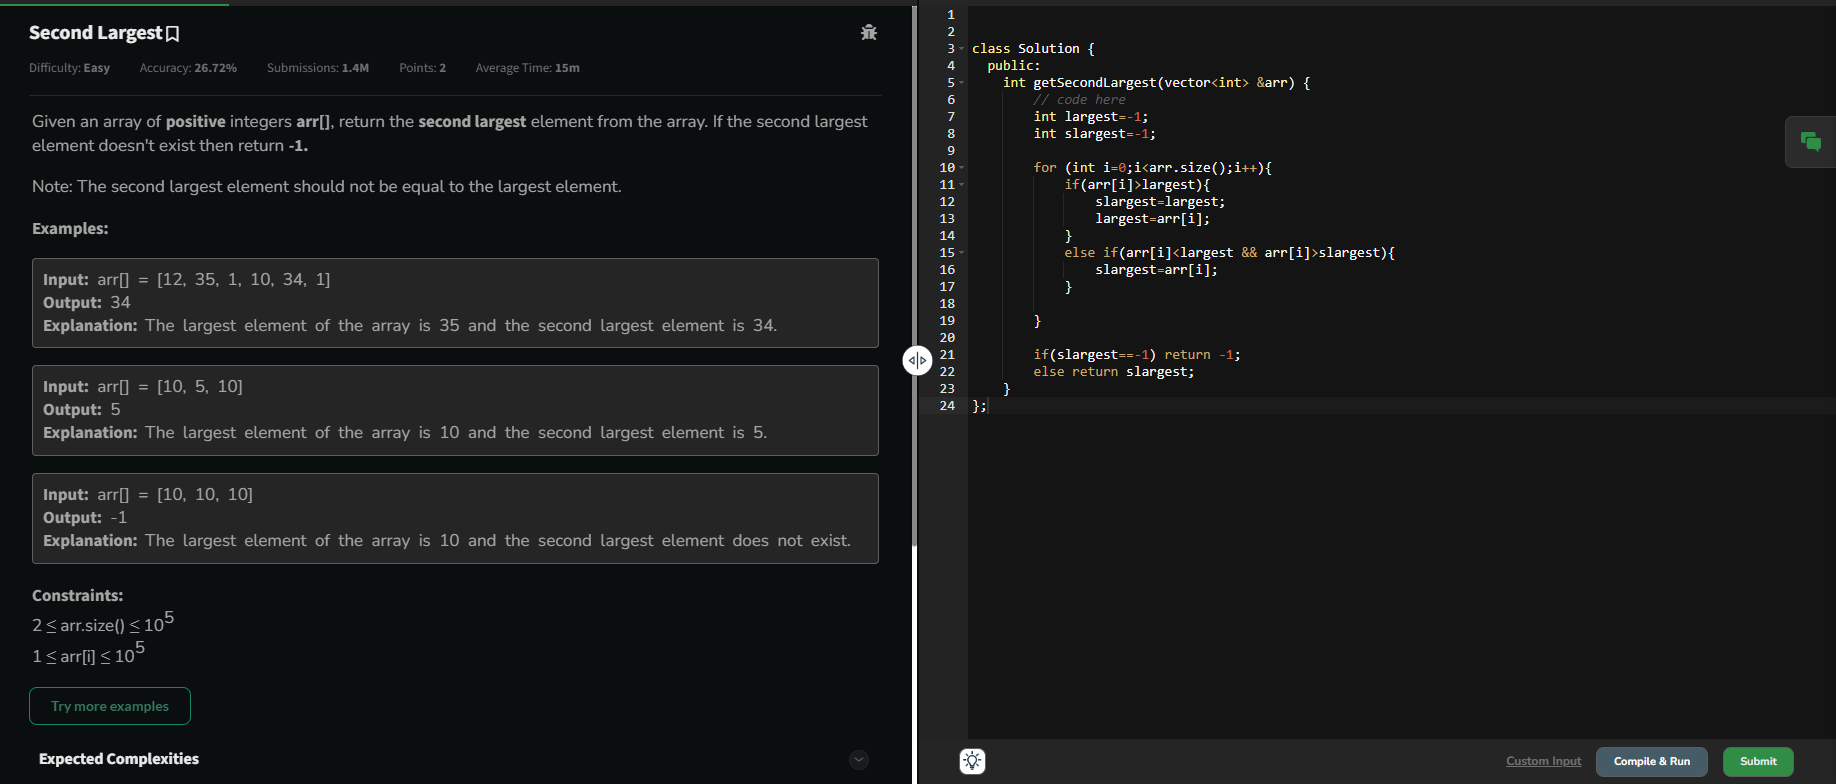 Second Largest
Difficulty: Easy Accuracy: 26.72% Submissions: 1.4M Points: 2 Average Time: 15m
Given an array of positive integers arr[], return the second largest element from the array. If the second largest
element doesn't exist then return -1.
Note: The second largest element should not be equal to the largest element.
Examples:
Input: arr[] = [12, 35, 1, 10, 34, 1]
Output: 34
Explanation: The largest element of the array is 35 and the second largest element is 34.
Input: arr[] = [10, 5, 10]
Output: 5
Explanation: The largest element of the array is 10 and the second largest element is 5.
Input: arr[] = [10, 10, 10]
Output: -1
Explanation: The largest element of the array is 10 and the second largest element does not exist.
Constraints:
2 ≤ arr.size() ≤ 10^5
1 ≤ arr[i] ≤ 10^5
Try more examples
Expected Complexities
1
2
3 class Solution {
4   public:
5     int getSecondLargest(vector<int> &arr) {
6         // code here
7         int largest=-1;
8         int slargest=-1;
9
10         for (int i=0;i<arr.size();i++){
11             if(arr[i]>largest){
12                 slargest=largest;
13                 largest=arr[i];
14             }
15             else if(arr[i]<largest && arr[i]>slargest){
16                 slargest=arr[i];
17             }
18
19         }
20
21         if(slargest==-1) return -1;
22         else return slargest;
23     }
24 };
Custom Input Compile & Run Submit